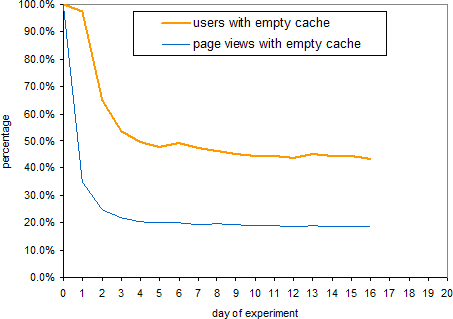 100.0%
90.0%
80.0%
70.0%
60.0%
50.0%
40.0%
30.0%
20.0%
10.0%
0.0%
percentage
users with empty cache
page views with empty cache
0 1 2 3 4 5 6 7 8 9 10 11 12 13 14 15 16 17 18 19 20
day of experiment